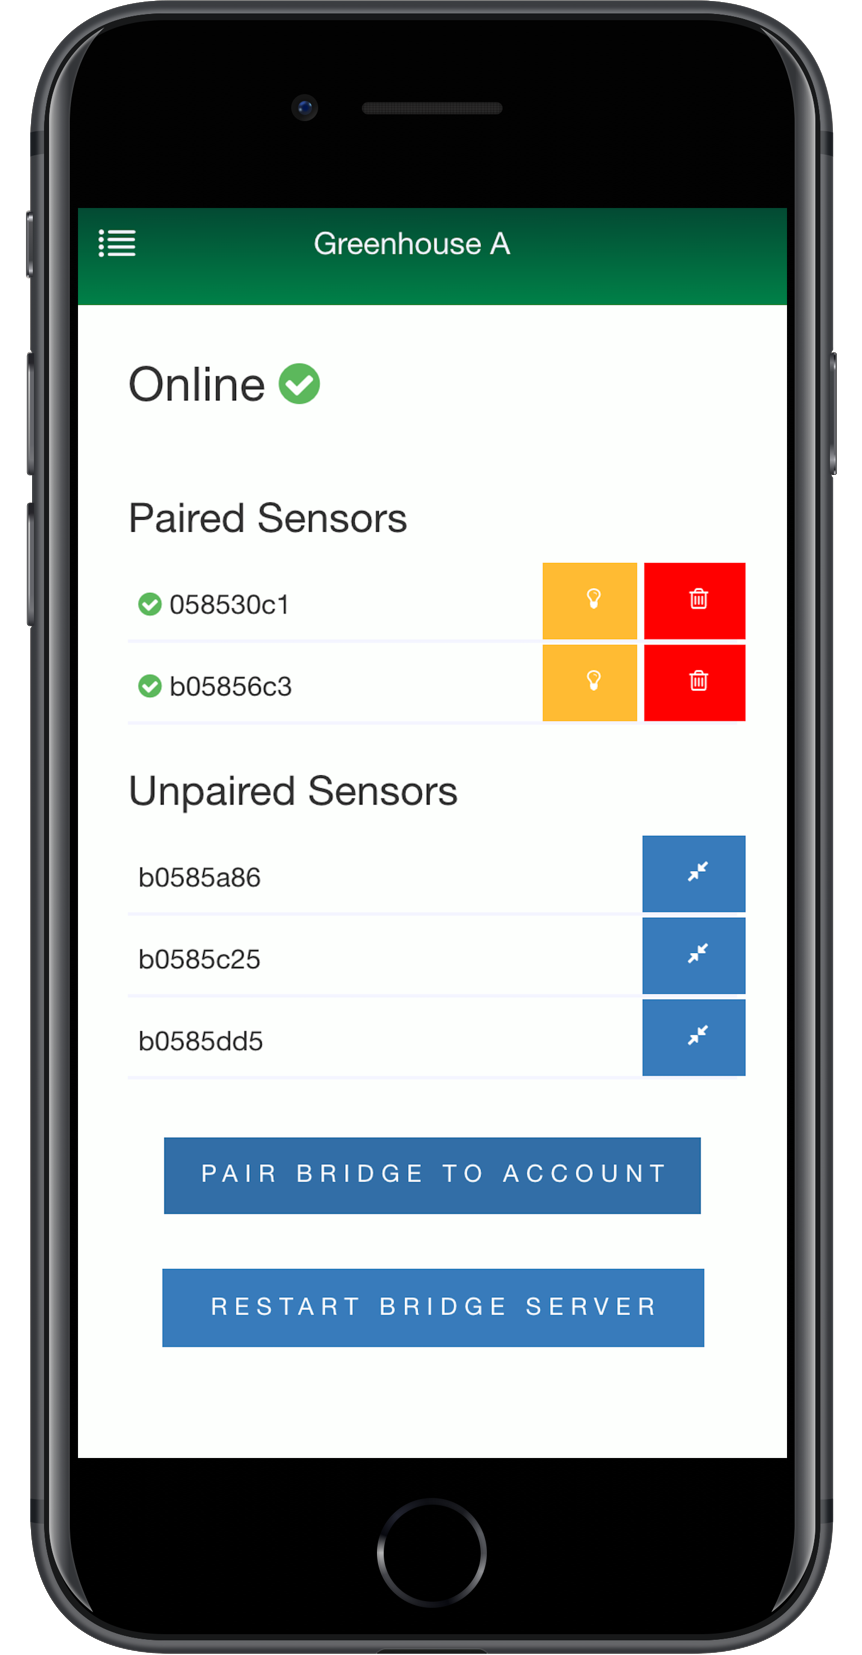 Greenhouse A
Online
Paired Sensors
058530c1
b05856c3
Unpaired Sensors
b0585a86
b0585c25
b0585dd5
PAIR BRIDGE TO ACCOUNT
RESTART BRIDGE SERVER